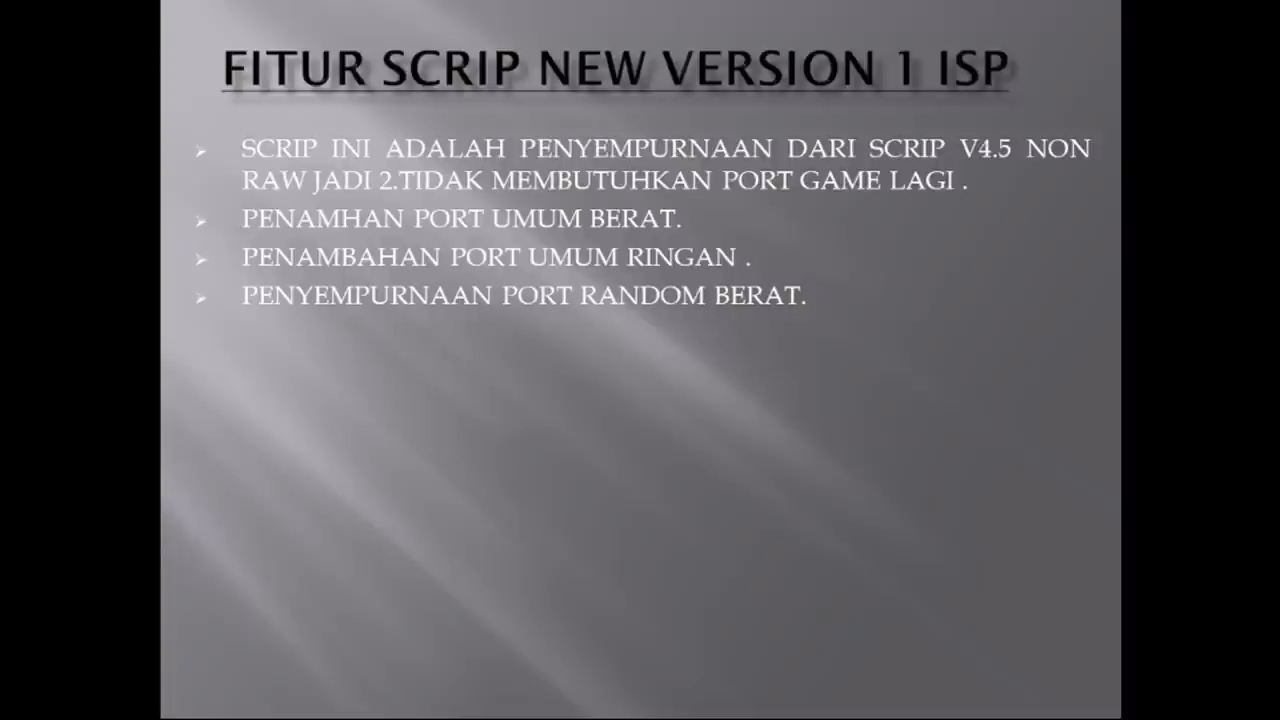 FITUR SCRIP NEW VERSION 1 ISP
SCRIP INI ADALAH PENYEMPURNAAN DARI SCRIP V4.5 NON
RAW JADI 2.TIDAK MEMBUTUHKAN PORT GAME LAGI .
PENAMHAN PORT UMUM BERAT.
PENAMBAHAN PORT UMUM RINGAN .
PENYEMPURNAAN PORT RANDOM BERAT.